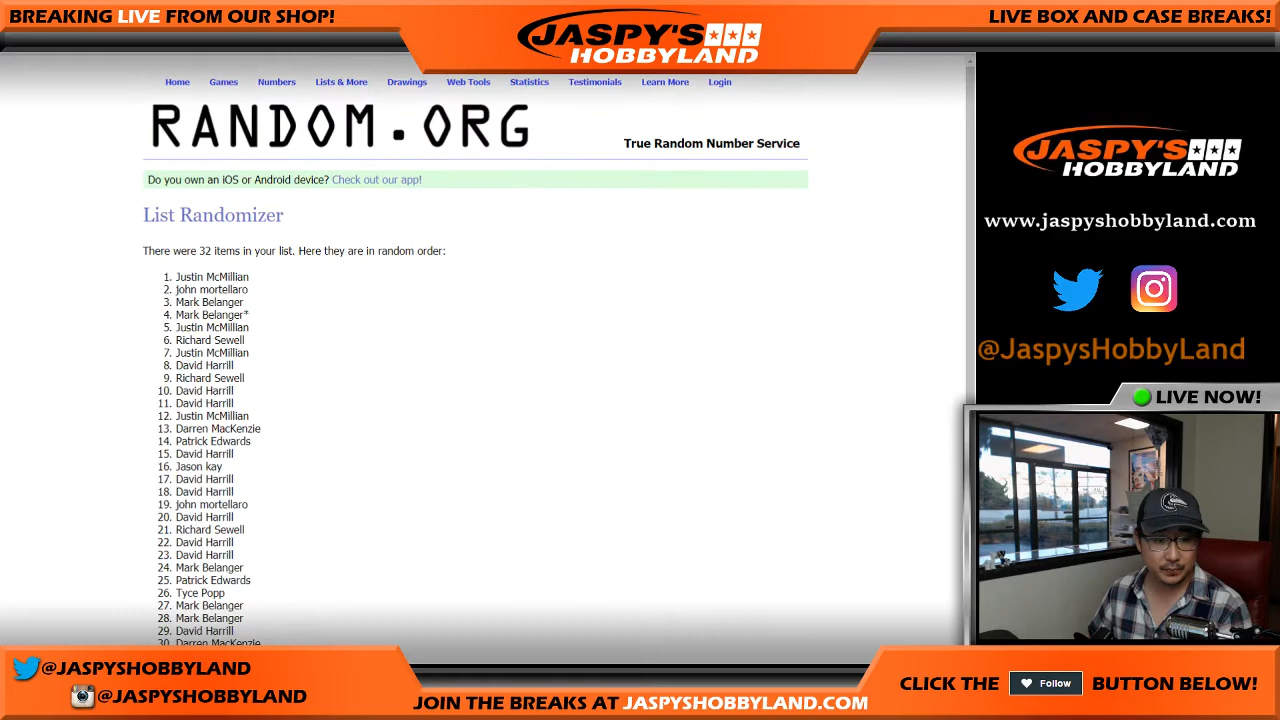 BREAKING LIVE FROM OUR SHOP!
JASPY'S
HOBBYLAND
LIVE BOX AND CASE BREAKS!
Home Games Numbers Lists & More Drawings Web Tools Statistics Testimonials Learn More Login
RANDOM.ORG
True Random Number Service
Do you own an iOS or Android device? Check out our app!
List Randomizer
There were 32 items in your list. Here they are in random order:
1. Justin McMillian
2. john mortellaro
3. Mark Belanger
4. Mark Belanger*
5. Justin McMillian
6. Richard Sewell
7. Justin McMillian
8. David Harrill
9. Richard Sewell
10. David Harrill
11. David Harrill
12. Justin McMillian
13. Darren MacKenzie
14. Patrick Edwards
15. David Harrill
16. Jason kay
17. David Harrill
18. David Harrill
19. john mortellaro
20. David Harrill
21. Richard Sewell
22. David Harrill
23. David Harrill
24. Mark Belanger
25. Patrick Edwards
26. Tyce Popp
27. Mark Belanger
28. Mark Belanger
29. David Harrill
30. Darren MacKenzie
JASPY'S
HOBBYLAND
www.jaspyshobbyland.com
@JaspysHobbyLand
LIVE NOW!
@JASPYSHOBBYLAND
@JASPYSHOBBYLAND
JOIN THE BREAKS AT JASPYSHOBBYLAND.COM
CLICK THE Follow BUTTON BELOW!